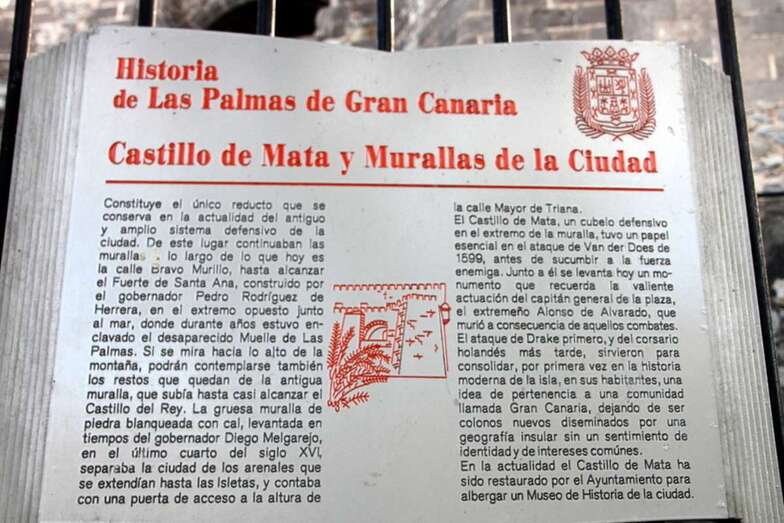 Historia
de Las Palmas de Gran Canaria
Castillo de Mata y Murallas de la Ciudad
Constituye el único reducto que se
conserva en la actualidad del antiguo
y amplio sistema defensivo de la
ciudad. De este lugar continuaban las
murallas lo largo de lo que hoy es
la calle Bravo Murillo, hasta alcanzar
el Fuerte de Santa Ana, construido por
el gobernador Pedro Rodríguez de
Herrera, en el extremo opuesto junto
al mar, donde durante años estuvo en-
clavado el desaparecido Muelle de Las
Palmas. Si se mira hacia lo alto de la
montaña, podrán contemplarse también
los restos que quedan de la antigua
muralla, que subía hasta casi alcanzar el
Castillo del Rey. La gruesa muralla de
piedra blanqueada con cal, levantada en
tiempos del gobernador Diego Melgarejo,
en el último cuarto del siglo XVI,
separaba la ciudad de los arenales que
se extendían hasta las Isletas, y contaba
con una puerta de acceso a la altura de
la calle Mayor de Triana.
El Castillo de Mata, un cubelo defensivo
en el extremo de la muralla, tuvo un papel
esencial en el ataque de Van der Does de
1599, antes de sucumbir a la fuerza
enemiga. Junto a él se levanta hoy un mo-
numento que recuerda la valiente
actuación del capitán general de la plaza,
el extremeño Alonso de Alvarado, que
murió a consecuencia de aquellos combates.
El ataque de Drake primero, y del corsario
holandés más tarde, sirvieron para
consolidar, por primera vez en la historia
moderna de la isla, en sus habitantes, una
idea de pertenencia a una comunidad
llamada Gran Canaria, dejando de ser
colonos nuevos diseminados por una
geografía insular sin un sentimiento de
identidad y de intereses comúnes.
En la actualidad el Castillo de Mata ha
sido restaurado por el Ayuntamiento para
albergar un Museo de Historia de la ciudad.